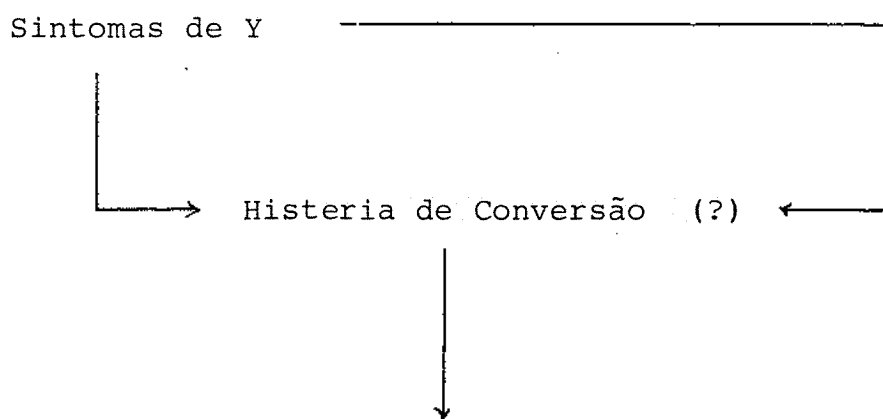 Sintomas de Y
Histeria de Conversão (?)